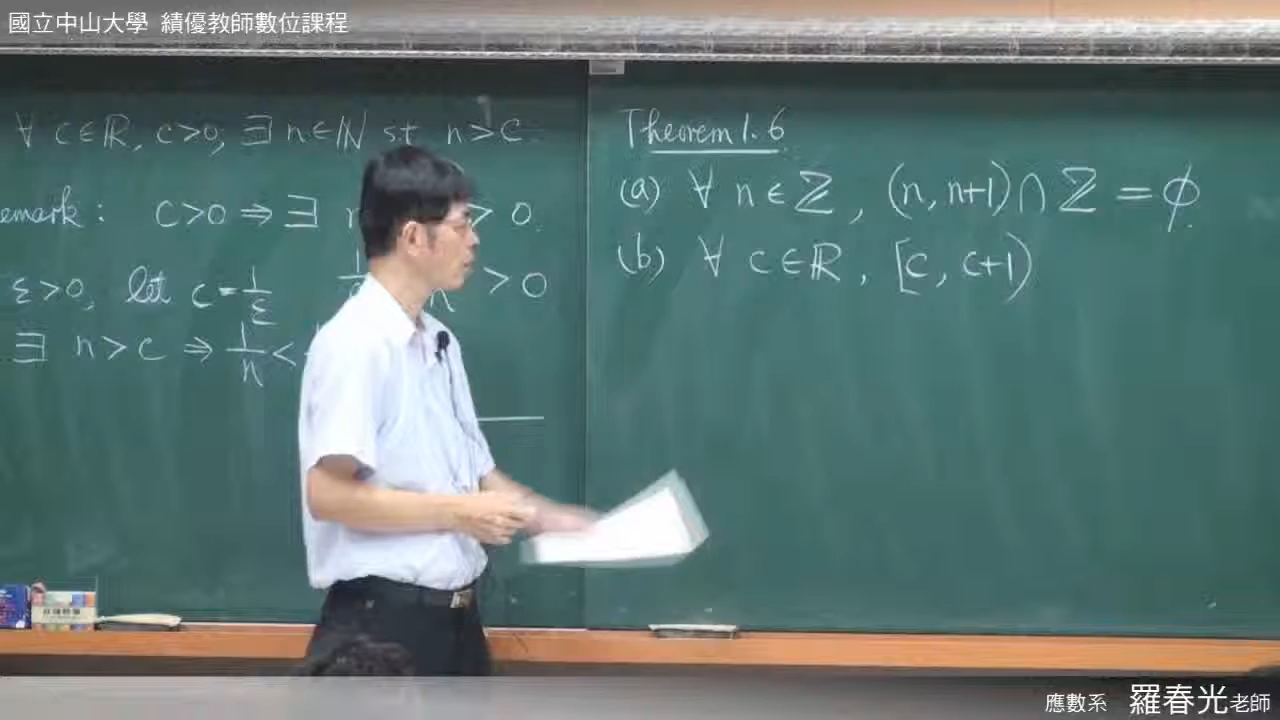 國立中山大學 績優教師數位課程
∀ c∈ℝ, c>0, ∃ n∈ℕ st n>c
emark : c>0 ⇒ ∃ > 0.
ε>0, let c=1/ε > 0
∃ n>c ⇒ 1/n <
Theorem 1.6
(a) ∀ n∈ℤ, (n, n+1)∩ℤ=ϕ
(b) ∀ c∈ℝ, [c, c+1)
應數系 羅春光老師